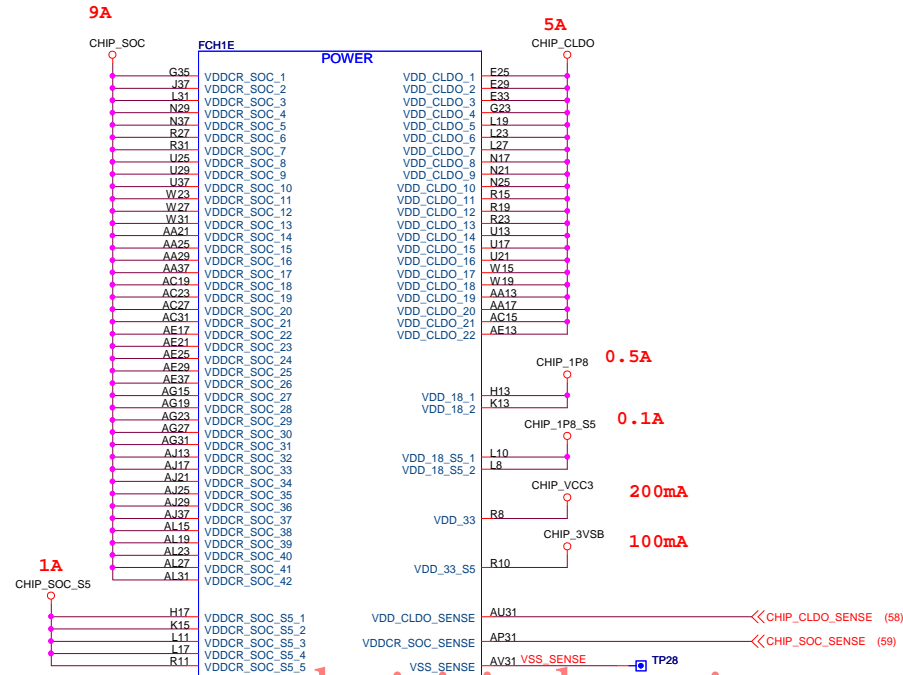 9A
5A
CHIP_SOC
FCH1E
CHIP_CLDO
POWER
G35 VDDCR_SOC_1 VDD_CLDO_1 E25
J37 VDDCR_SOC_2 VDD_CLDO_2 E29
L31 VDDCR_SOC_3 VDD_CLDO_3 E33
N29 VDDCR_SOC_4 VDD_CLDO_4 G23
N37 VDDCR_SOC_5 VDD_CLDO_5 L19
R27 VDDCR_SOC_6 VDD_CLDO_6 L23
R31 VDDCR_SOC_7 VDD_CLDO_7 L27
U25 VDDCR_SOC_8 VDD_CLDO_8 N17
U29 VDDCR_SOC_9 VDD_CLDO_9 N21
U37 VDDCR_SOC_10 VDD_CLDO_10 N25
W23 VDDCR_SOC_11 VDD_CLDO_11 R15
W27 VDDCR_SOC_12 VDD_CLDO_12 R19
W31 VDDCR_SOC_13 VDD_CLDO_13 R23
AA21 VDDCR_SOC_14 VDD_CLDO_14 U13
AA25 VDDCR_SOC_15 VDD_CLDO_15 U17
AA29 VDDCR_SOC_16 VDD_CLDO_16 U21
AA37 VDDCR_SOC_17 VDD_CLDO_17 W15
AC19 VDDCR_SOC_18 VDD_CLDO_18 W19
AC23 VDDCR_SOC_19 VDD_CLDO_19 AA13
AC27 VDDCR_SOC_20 VDD_CLDO_20 AA17
AC31 VDDCR_SOC_21 VDD_CLDO_21 AC15
AE17 VDDCR_SOC_22 VDD_CLDO_22 AE13
AE21 VDDCR_SOC_23
AE25 VDDCR_SOC_24
AE29 VDDCR_SOC_25
AE37 VDDCR_SOC_26
AG15 VDDCR_SOC_27
AG19 VDDCR_SOC_28
AG23 VDDCR_SOC_29
AG27 VDDCR_SOC_30
AG31 VDDCR_SOC_31
AJ13 VDDCR_SOC_32
AJ17 VDDCR_SOC_33
AJ21 VDDCR_SOC_34
AJ25 VDDCR_SOC_35
AJ29 VDDCR_SOC_36
AJ37 VDDCR_SOC_37
AL15 VDDCR_SOC_38
AL19 VDDCR_SOC_39
AL23 VDDCR_SOC_40
AL27 VDDCR_SOC_41
AL31 VDDCR_SOC_42
CHIP_1P8 0.5A
VDD_18_1 H13
VDD_18_2 K13
CHIP_1P8_S5 0.1A
VDD_18_S5_1 L10
VDD_18_S5_2 L8
CHIP_VCC3 200mA
VDD_33 R8
CHIP_3VSB 100mA
VDD_33_S5 R10
1A
CHIP_SOC_S5
H17 VDDCR_SOC_S5_1 VDD_CLDO_SENSE AU31 CHIP_CLDO_SENSE (58)
K15 VDDCR_SOC_S5_2
L11 VDDCR_SOC_S5_3 VDDCR_SOC_SENSE AP31 CHIP_SOC_SENSE (59)
L17 VDDCR_SOC_S5_4
R11 VDDCR_SOC_S5_5 VSS_SENSE AV31 VSS_SENSE TP28